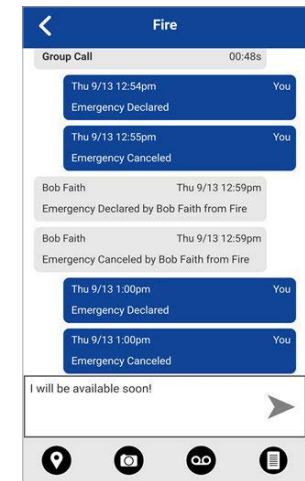 Fire
Group Call 00:48s
Thu 9/13 12:54pm You
Emergency Declared
Thu 9/13 12:55pm You
Emergency Canceled
Bob Faith Thu 9/13 12:59pm
Emergency Declared by Bob Faith from Fire
Bob Faith Thu 9/13 12:59pm
Emergency Canceled by Bob Faith from Fire
Thu 9/13 1:00pm You
Emergency Declared
Thu 9/13 1:00pm You
Emergency Canceled
I will be available soon!